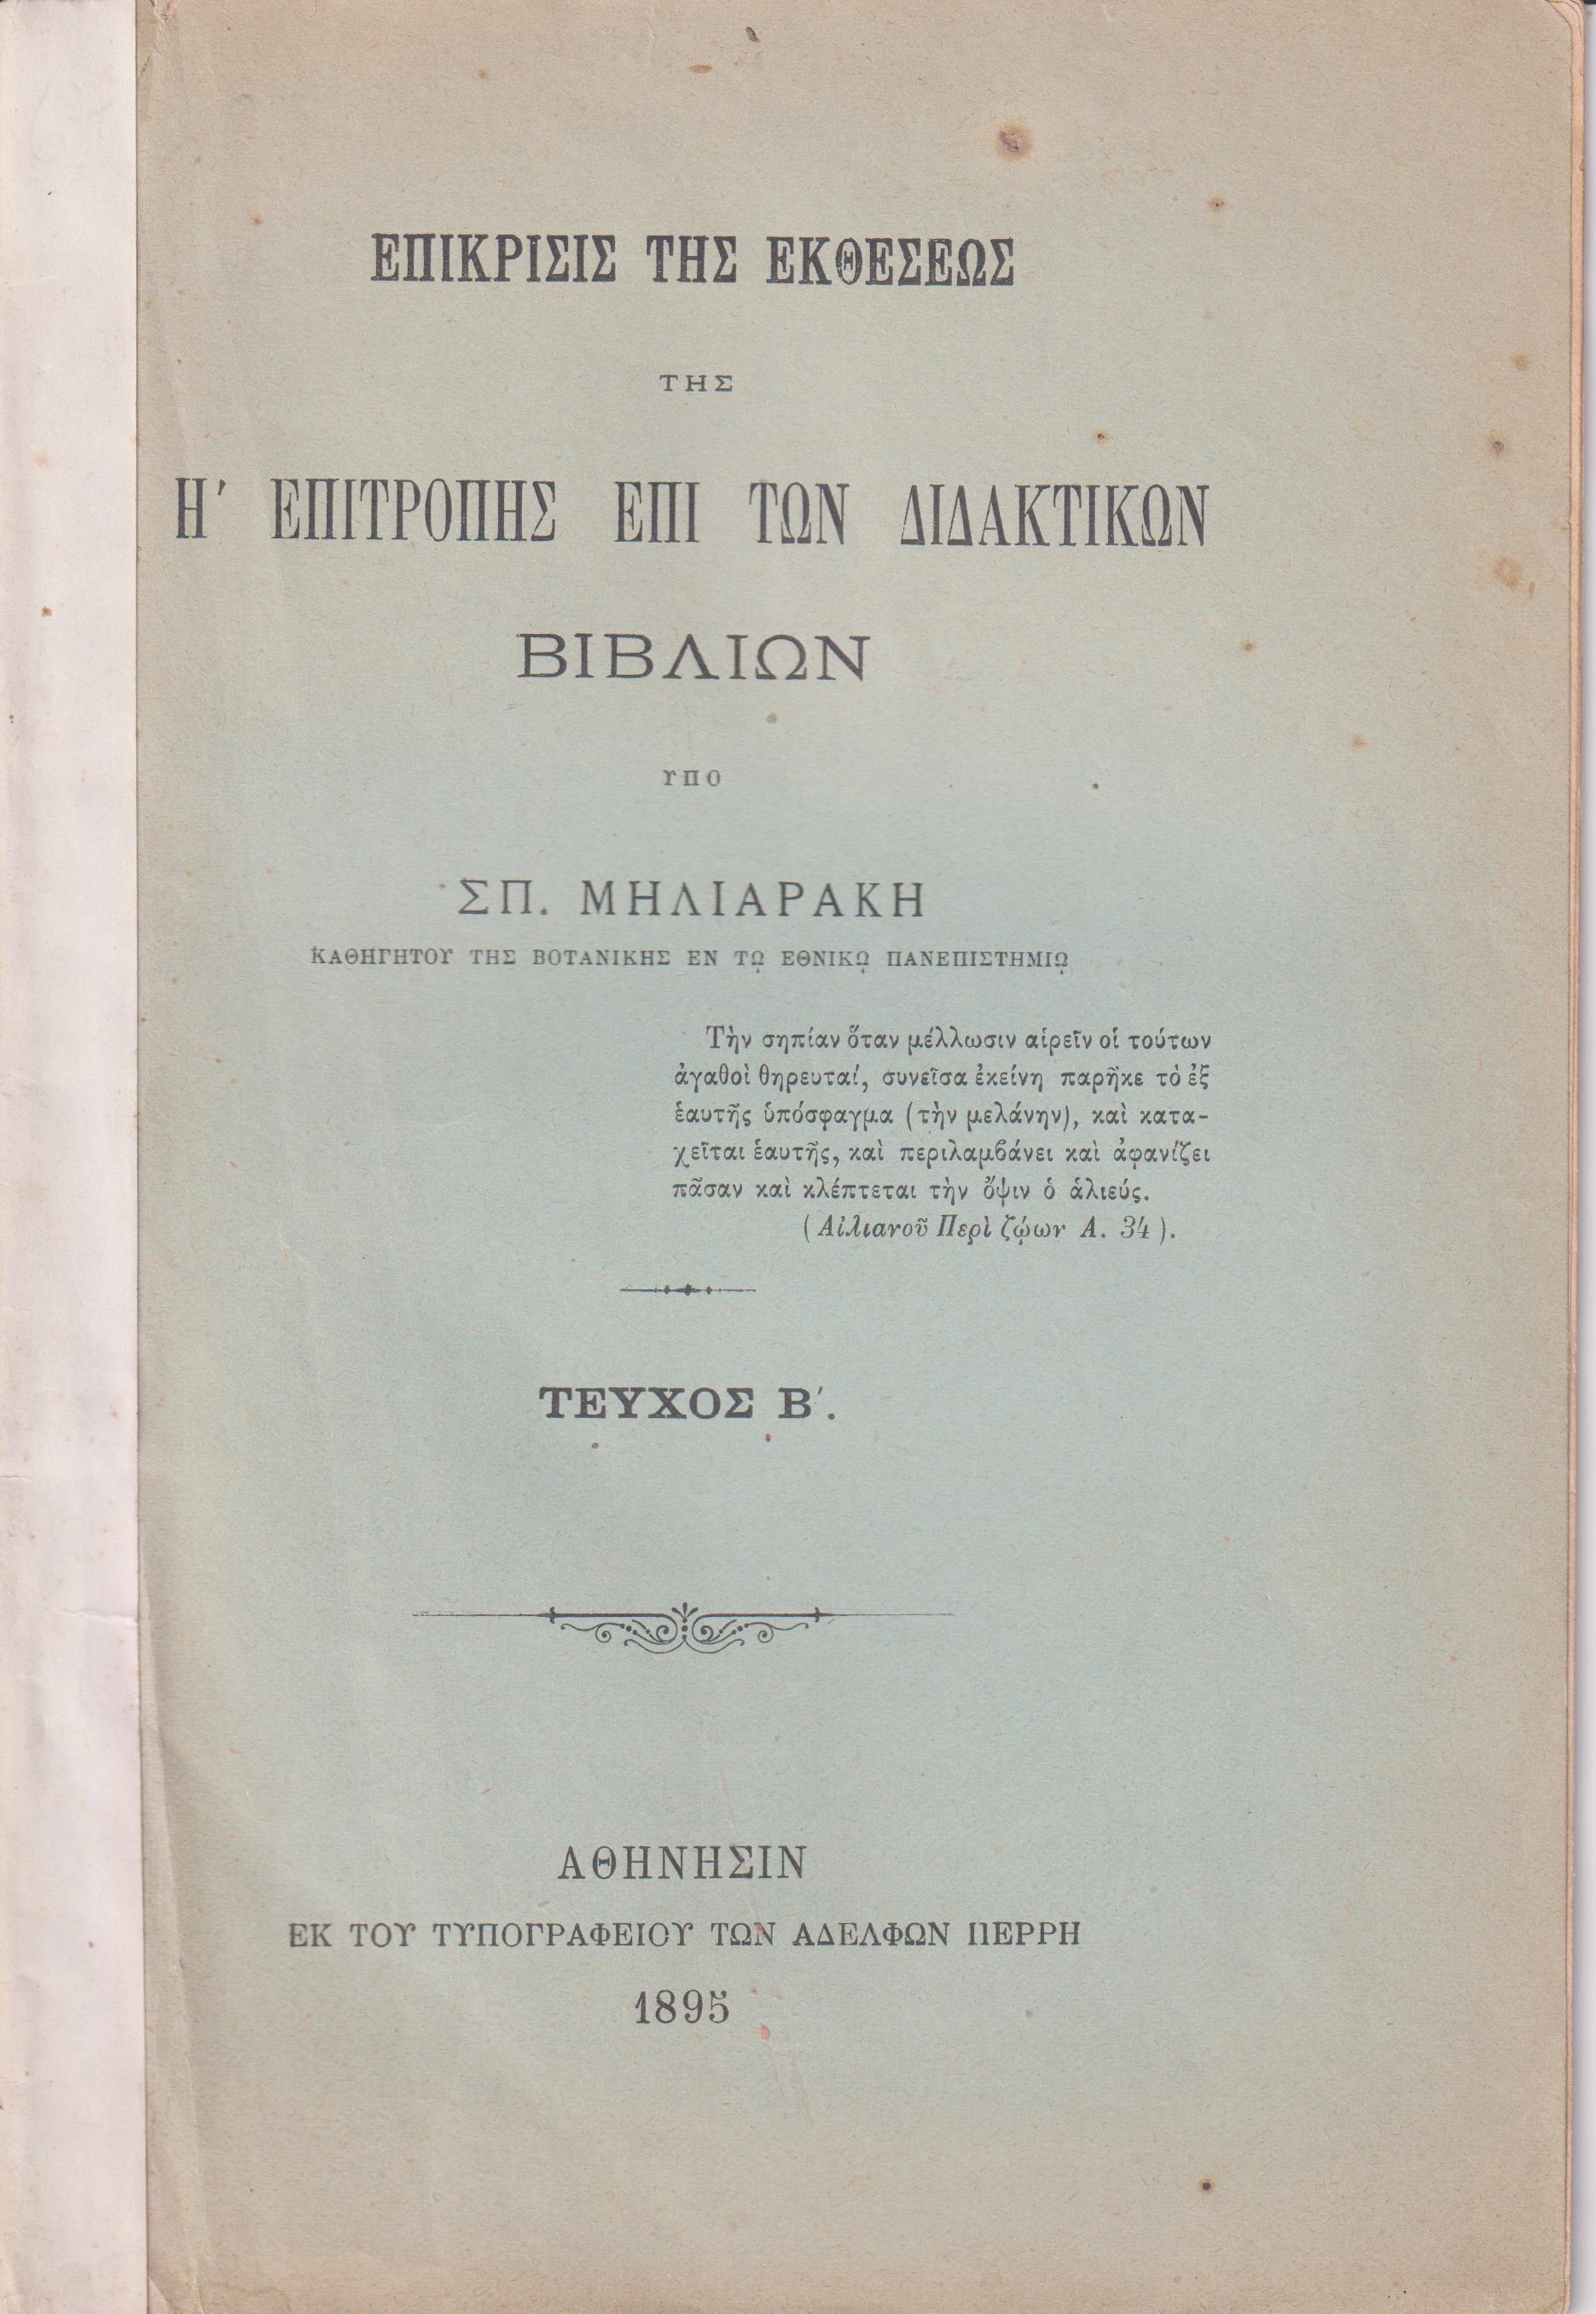 ΕΠΙΚΡΙΣΙΣ ΤΗΣ ΕΚΘΕΣΕΩΣ
ΤΗΣ
Η΄ ΕΠΙΤΡΟΠΗΣ ΕΠΙ ΤΩΝ ΔΙΔΑΚΤΙΚΩΝ
ΒΙΒΛΙΩΝ
ΥΠΟ
ΣΠ. ΜΗΛΙΑΡΑΚΗ
ΚΑΘΗΓΗΤΟΥ ΤΗΣ ΒΟΤΑΝΙΚΗΣ ΕΝ Τῼ ΕΘΝΙΚῼ ΠΑΝΕΠΙΣΤΗΜΙῼ
Τὴν σηπίαν ὅταν μέλλωσιν αἱρεῖν οἱ τούτων
ἀγαθοὶ θηρευταί, συνεῖσα ἐκείνη παρῆκε τὸ ἐξ
ἑαυτῆς ὑπόσφαγμα (τὴν μελάνην), καὶ κατα-
χεῖται ἑαυτῆς, καὶ περιλαμβάνει καὶ ἀφανίζει
πᾶσαν καὶ κλέπτεται τὴν ὄψιν ὁ ἁλιεύς.
(Αἰλιανοῦ Περὶ ζῴων Α. 34).
ΤΕΥΧΟΣ Β΄.
ΑΘΗΝΗΣΙΝ
ΕΚ ΤΟΥ ΤΥΠΟΓΡΑΦΕΙΟΥ ΤΩΝ ΑΔΕΛΦΩΝ ΠΕΡΡΗ
1895